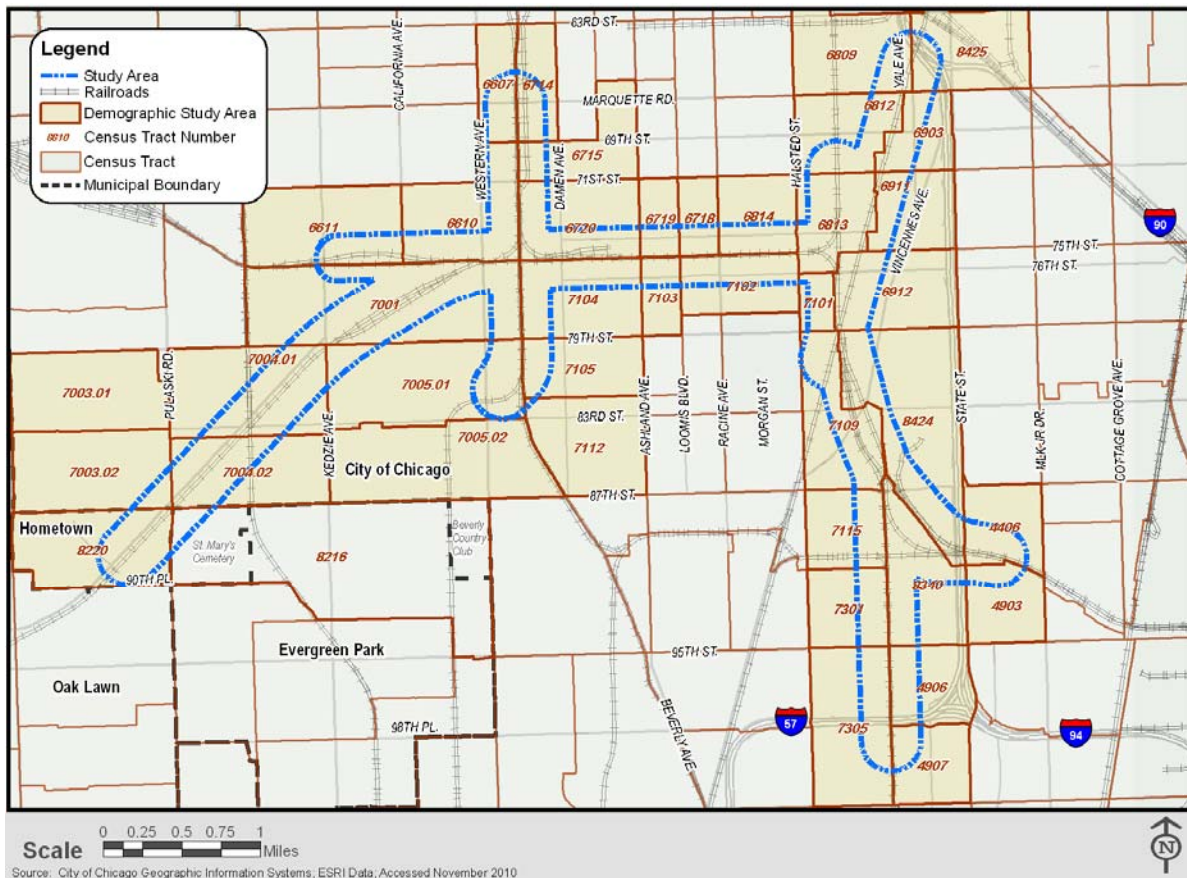 Legend
Study Area
Railroads
Demographic Study Area
6610 Census Tract Number
Census Tract
Municipal Boundary
63RD ST.
CALIFORNIA AVE.
YALE AVE.
6809
8425
6607
6714
MARQUETTE RD.
6812
WESTERN AVE.
69TH ST.
HALSTED ST.
6903
6715
DAMEN AVE.
71ST ST.
6911
VINCENNES AVE.
6611
6610
6720
6719
6718
6814
6813
90
75TH ST.
76TH ST.
7001
7104
7103
7102
7101
6912
79TH ST.
PULASKI RD.
7004.01
7003.01
7005.01
7105
ASHLAND AVE.
LOOMIS BLVD.
RACINE AVE.
MORGAN ST.
STATE ST.
MLK JR DR.
COTTAGE GROVE AVE.
83RD ST.
KEDZIE AVE.
7005.02
7112
7109
8424
7003.02
7004.02
City of Chicago
87TH ST.
Hometown
8220
St. Mary's
Cemetery
8216
Beverly
Country
Club
7115
4406
90TH PL.
9340
7301
4903
Evergreen Park
95TH ST.
Oak Lawn
4906
BEVERLY AVE.
57
98TH PL.
7305
94
4907
Scale
0 0.25 0.5 0.75 1
Miles
N
Source: City of Chicago Geographic Information Systems, ESRI Data; Accessed November 2010